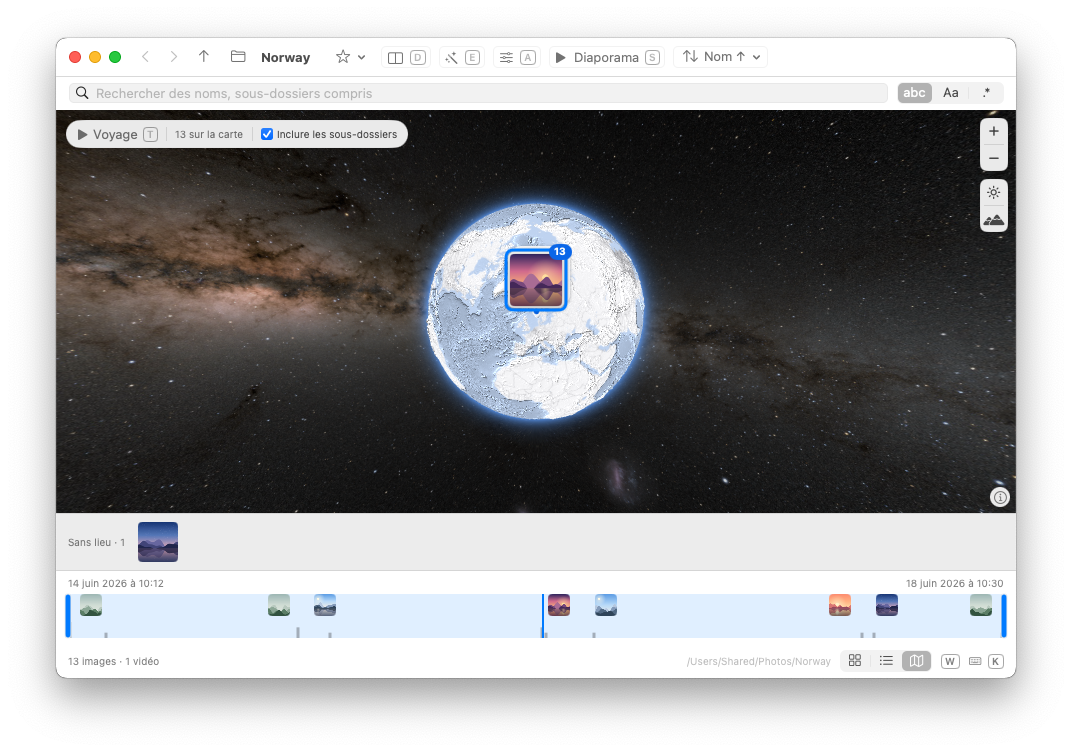 Norway
D
E
A
Diaporama S
Nom ↑
Rechercher des noms, sous-dossiers compris
abc
Aa
.*
Voyage T
13 sur la carte
Inclure les sous-dossiers
+
−
13
Sans lieu · 1
14 juin 2026 à 10:12
18 juin 2026 à 10:30
13 images · 1 vidéo
/Users/Shared/Photos/Norway
W
K